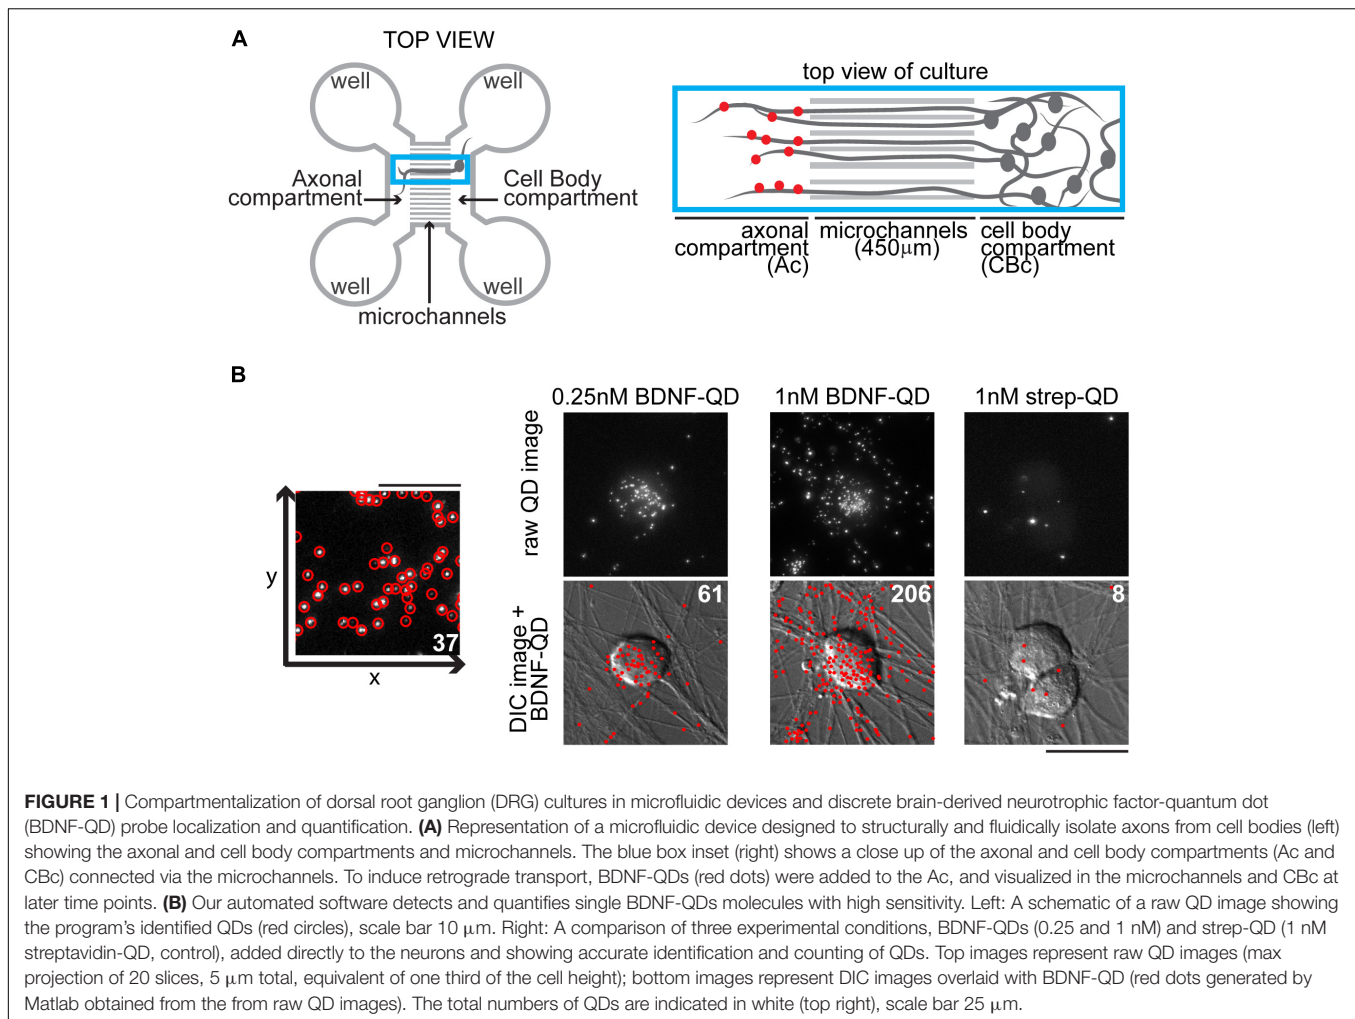 A
TOP VIEW
well
well
Axonal
compartment
Cell Body
compartment
well
well
microchannels
top view of culture
axonal
compartment
(Ac)
microchannels
(450μm)
cell body
compartment
(CBc)
B
0.25nM BDNF-QD
1nM BDNF-QD
1nM strep-QD
raw QD image
y
37
x
DIC image +
BDNF-QD
61
206
8
FIGURE 1 | Compartmentalization of dorsal root ganglion (DRG) cultures in microfluidic devices and discrete brain-derived neurotrophic factor-quantum dot
(BDNF-QD) probe localization and quantification. (A) Representation of a microfluidic device designed to structurally and fluidically isolate axons from cell bodies (left)
showing the axonal and cell body compartments and microchannels. The blue box inset (right) shows a close up of the axonal and cell body compartments (Ac and
CBc) connected via the microchannels. To induce retrograde transport, BDNF-QDs (red dots) were added to the Ac, and visualized in the microchannels and CBc at
later time points. (B) Our automated software detects and quantifies single BDNF-QDs molecules with high sensitivity. Left: A schematic of a raw QD image showing
the program's identified QDs (red circles), scale bar 10 μm. Right: A comparison of three experimental conditions, BDNF-QDs (0.25 and 1 nM) and strep-QD (1 nM
streptavidin-QD, control), added directly to the neurons and showing accurate identification and counting of QDs. Top images represent raw QD images (max
projection of 20 slices, 5 μm total, equivalent of one third of the cell height); bottom images represent DIC images overlaid with BDNF-QD (red dots generated by
Matlab obtained from the from raw QD images). The total numbers of QDs are indicated in white (top right), scale bar 25 μm.